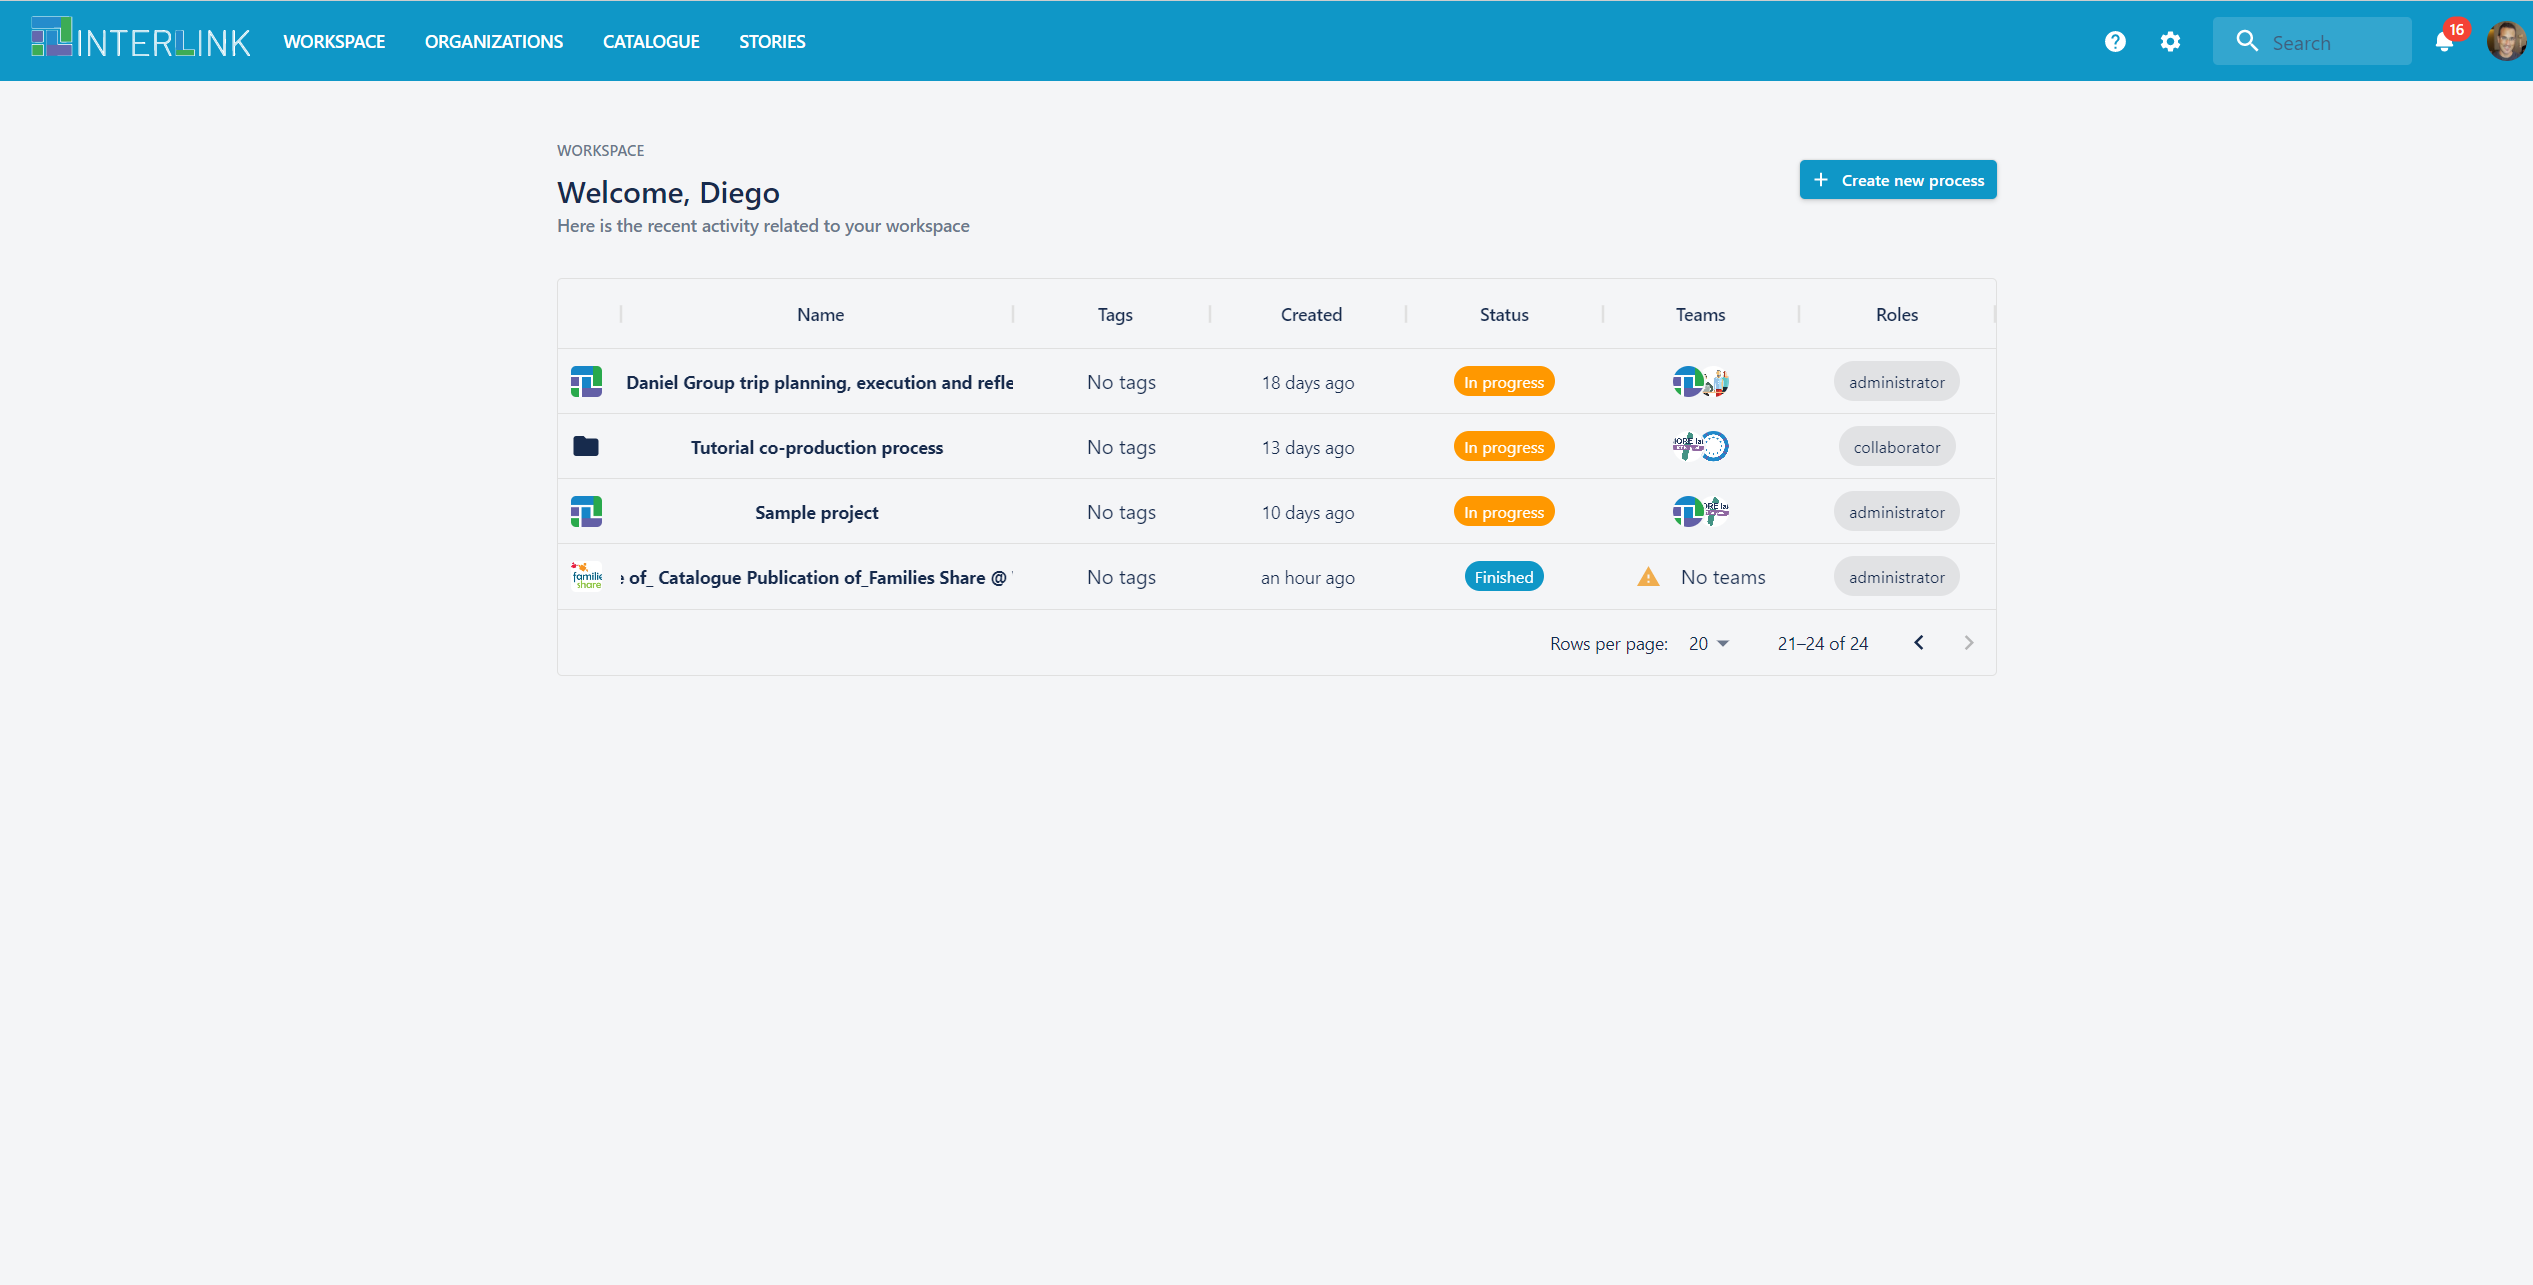 INTERLINK WORKSPACE ORGANIZATIONS CATALOGUE STORIES Search 16
WORKSPACE
Welcome, Diego
Here is the recent activity related to your workspace
Create new process
Name Tags Created Status Teams Roles
Daniel Group trip planning, execution and refle No tags 18 days ago In progress administrator
Tutorial co-production process No tags 13 days ago In progress collaborator
Sample project No tags 10 days ago In progress administrator
familie share e of_ Catalogue Publication of_Families Share @ No tags an hour ago Finished No teams administrator
Rows per page: 20 21–24 of 24